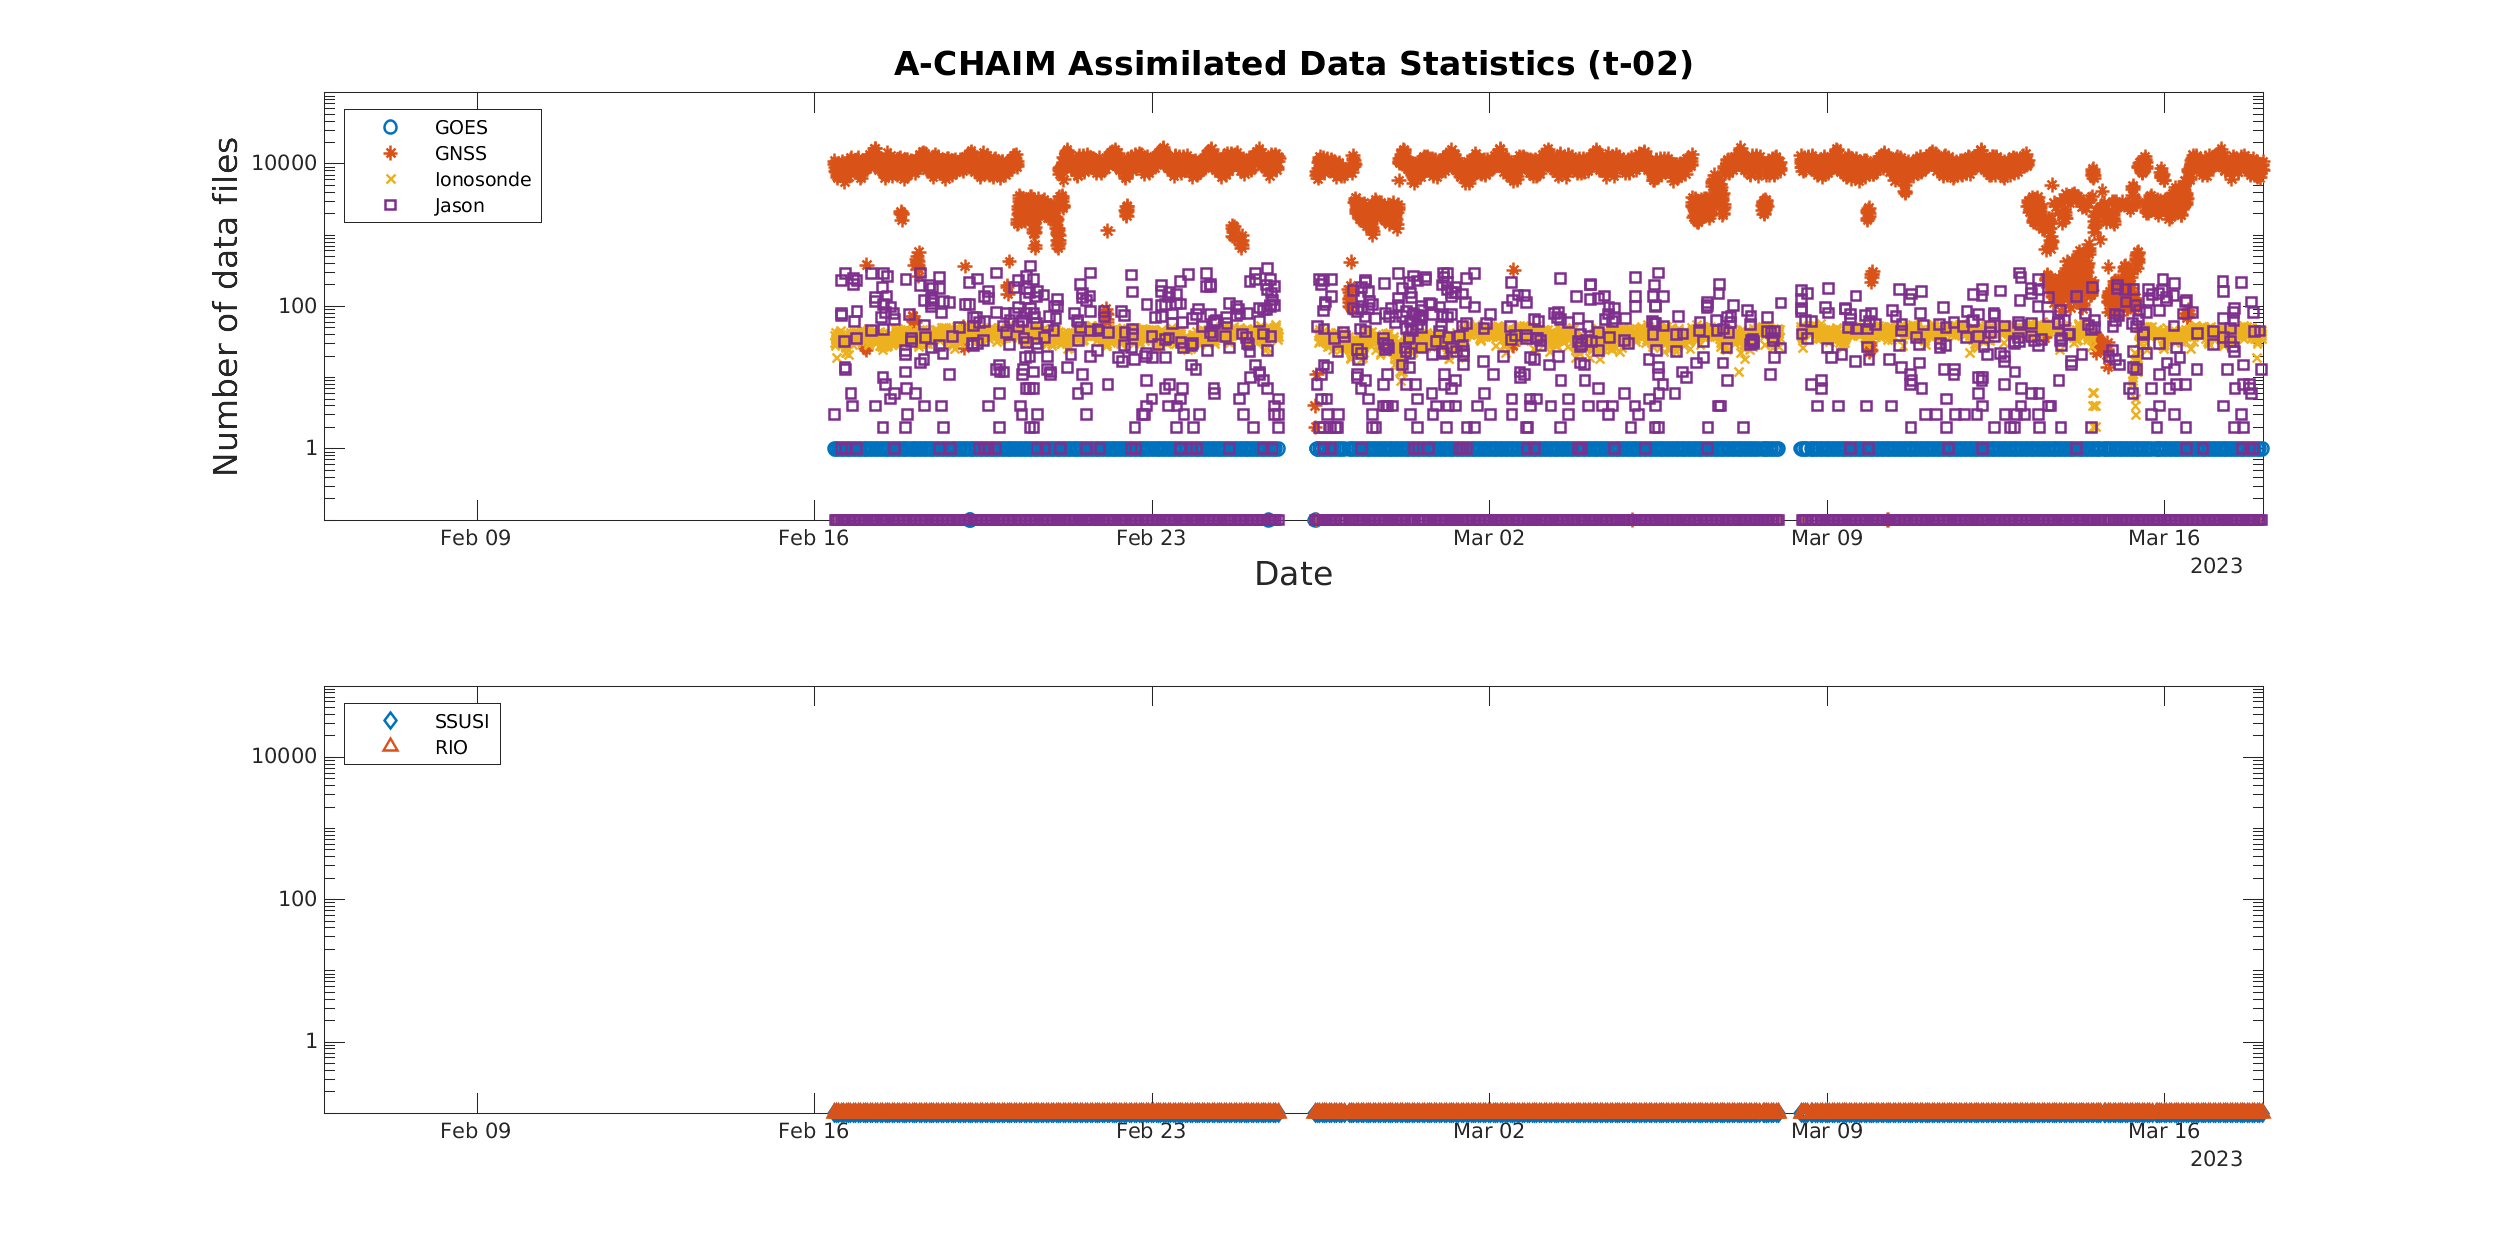 A-CHAIM Assimilated Data Statistics (t-02)
Number of data files
10000
100
1
GOES
GNSS
Ionosonde
Jason
Feb 09
Feb 16
Feb 23
Mar 02
Mar 09
Mar 16
2023
Date
10000
100
1
SSUSI
RIO
Feb 09
Feb 16
Feb 23
Mar 02
Mar 09
Mar 16
2023